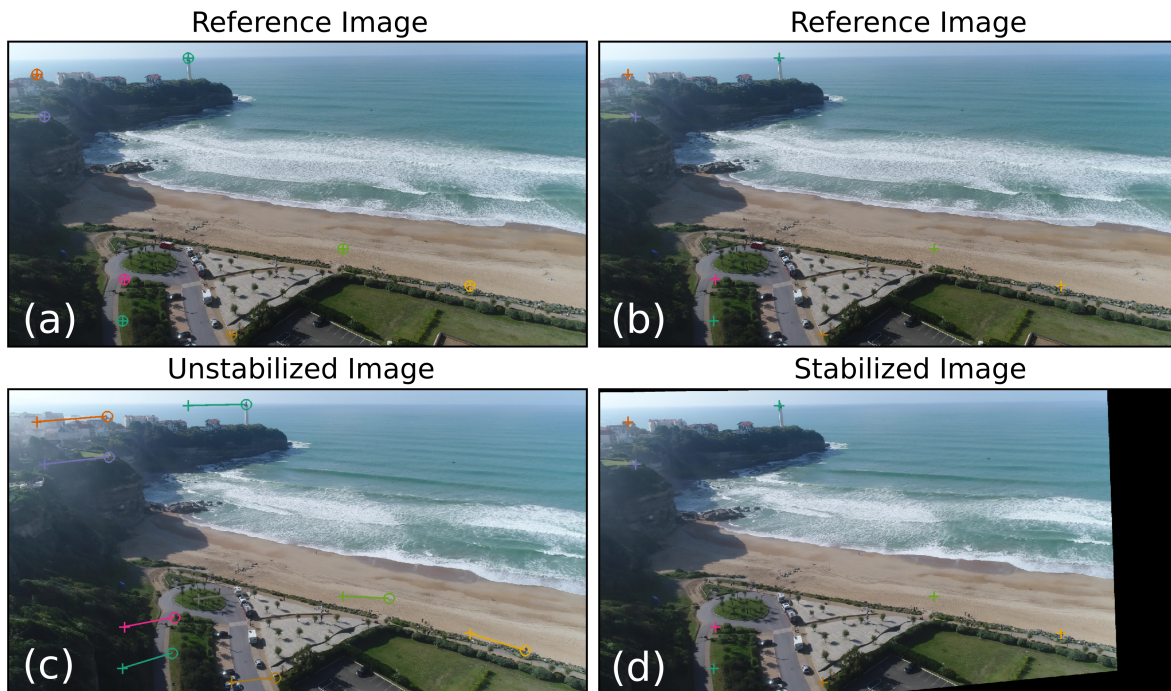 Reference Image
Reference Image
(a)
(b)
Unstabilized Image
Stabilized Image
(c)
(d)